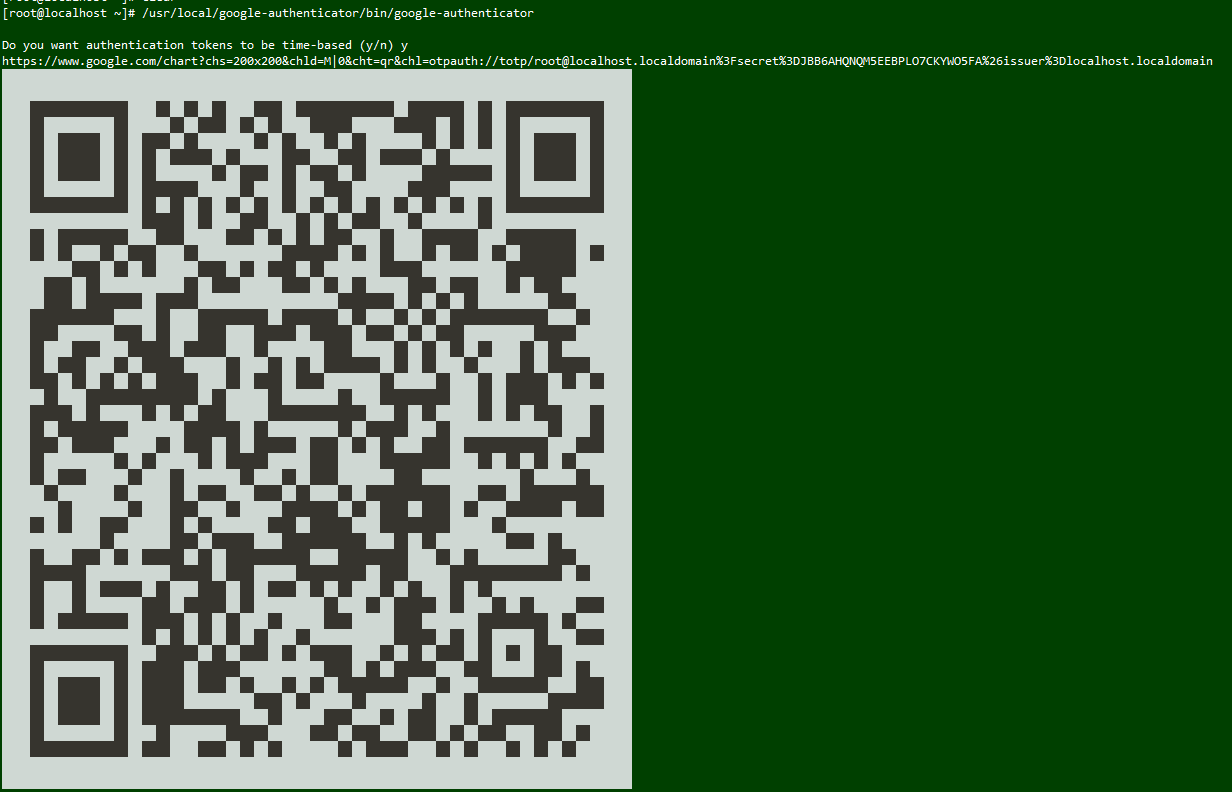 [root@localhost ~]# /usr/local/google-authenticator/bin/google-authenticator
Do you want authentication tokens to be time-based (y/n) y
https://www.google.com/chart?chs=200x200&chld=M|0&cht=qr&chl=otpauth://totp/root@localhost.localdomain%3Fsecret%3DJBB6AHQNQM5EEBPLO7CKYWO5FA%26issuer%3Dlocalhost.localdomain